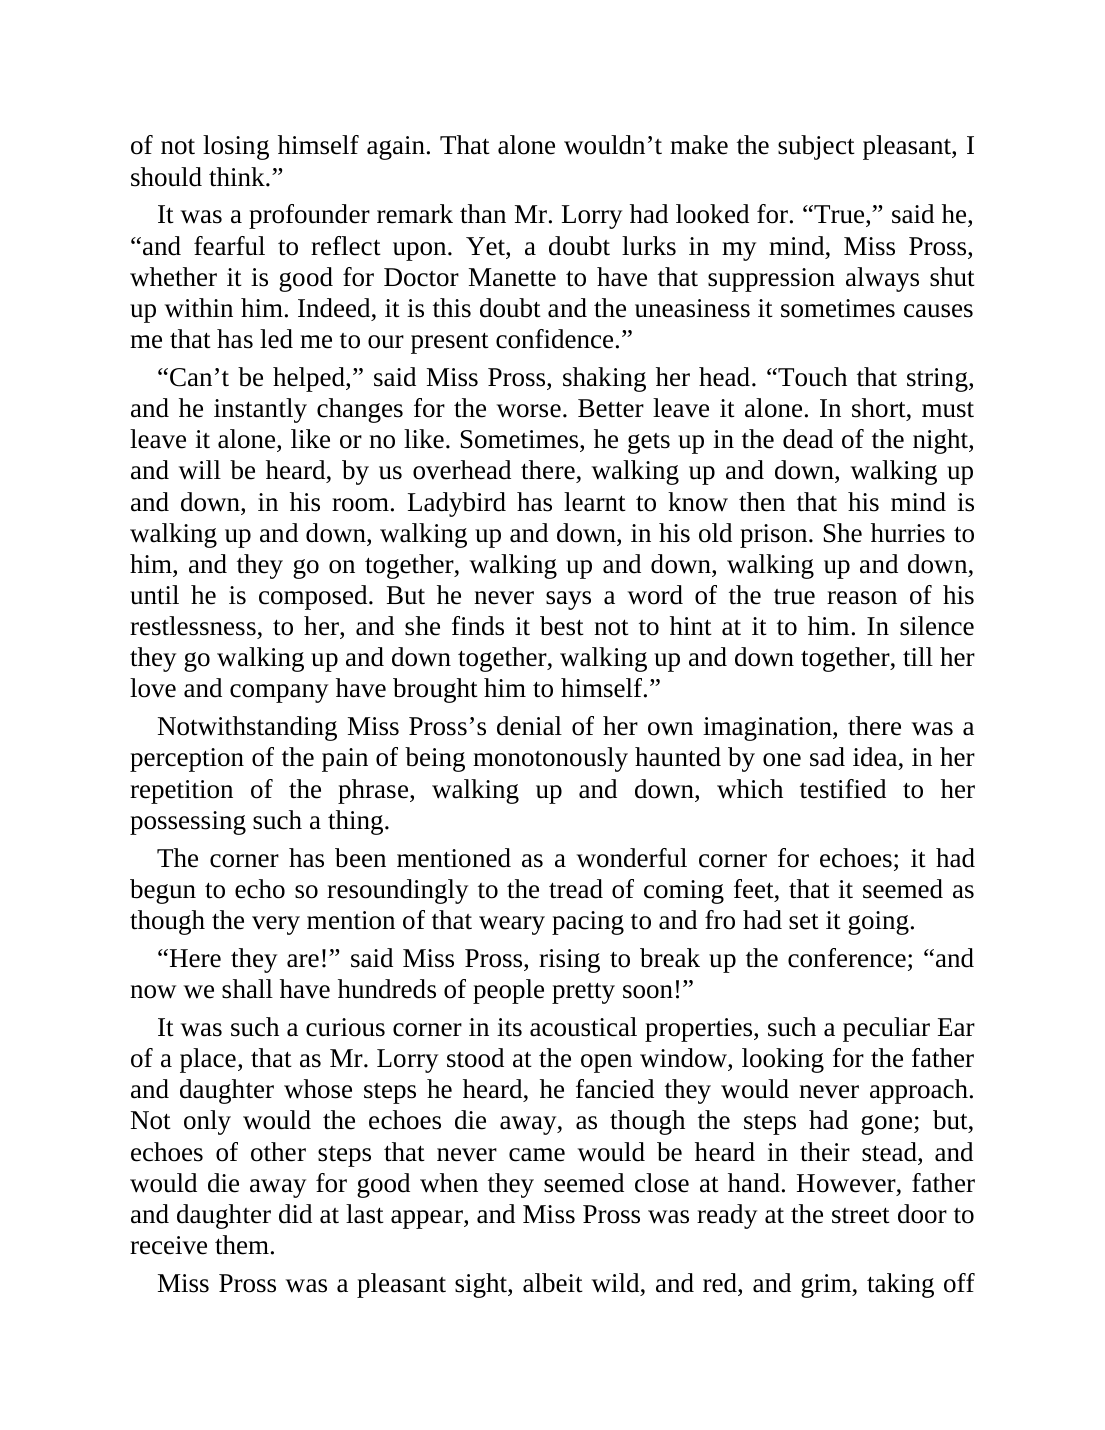 of not losing himself again. That alone wouldn’t make the subject pleasant, I
should think.”
It was a profounder remark than Mr. Lorry had looked for. “True,” said he,
“and fearful to reflect upon. Yet, a doubt lurks in my mind, Miss Pross,
whether it is good for Doctor Manette to have that suppression always shut
up within him. Indeed, it is this doubt and the uneasiness it sometimes causes
me that has led me to our present confidence.”
“Can’t be helped,” said Miss Pross, shaking her head. “Touch that string,
and he instantly changes for the worse. Better leave it alone. In short, must
leave it alone, like or no like. Sometimes, he gets up in the dead of the night,
and will be heard, by us overhead there, walking up and down, walking up
and down, in his room. Ladybird has learnt to know then that his mind is
walking up and down, walking up and down, in his old prison. She hurries to
him, and they go on together, walking up and down, walking up and down,
until he is composed. But he never says a word of the true reason of his
restlessness, to her, and she finds it best not to hint at it to him. In silence
they go walking up and down together, walking up and down together, till her
love and company have brought him to himself.”
Notwithstanding Miss Pross’s denial of her own imagination, there was a
perception of the pain of being monotonously haunted by one sad idea, in her
repetition of the phrase, walking up and down, which testified to her
possessing such a thing.
The corner has been mentioned as a wonderful corner for echoes; it had
begun to echo so resoundingly to the tread of coming feet, that it seemed as
though the very mention of that weary pacing to and fro had set it going.
“Here they are!” said Miss Pross, rising to break up the conference; “and
now we shall have hundreds of people pretty soon!”
It was such a curious corner in its acoustical properties, such a peculiar Ear
of a place, that as Mr. Lorry stood at the open window, looking for the father
and daughter whose steps he heard, he fancied they would never approach.
Not only would the echoes die away, as though the steps had gone; but,
echoes of other steps that never came would be heard in their stead, and
would die away for good when they seemed close at hand. However, father
and daughter did at last appear, and Miss Pross was ready at the street door to
receive them.
Miss Pross was a pleasant sight, albeit wild, and red, and grim, taking off